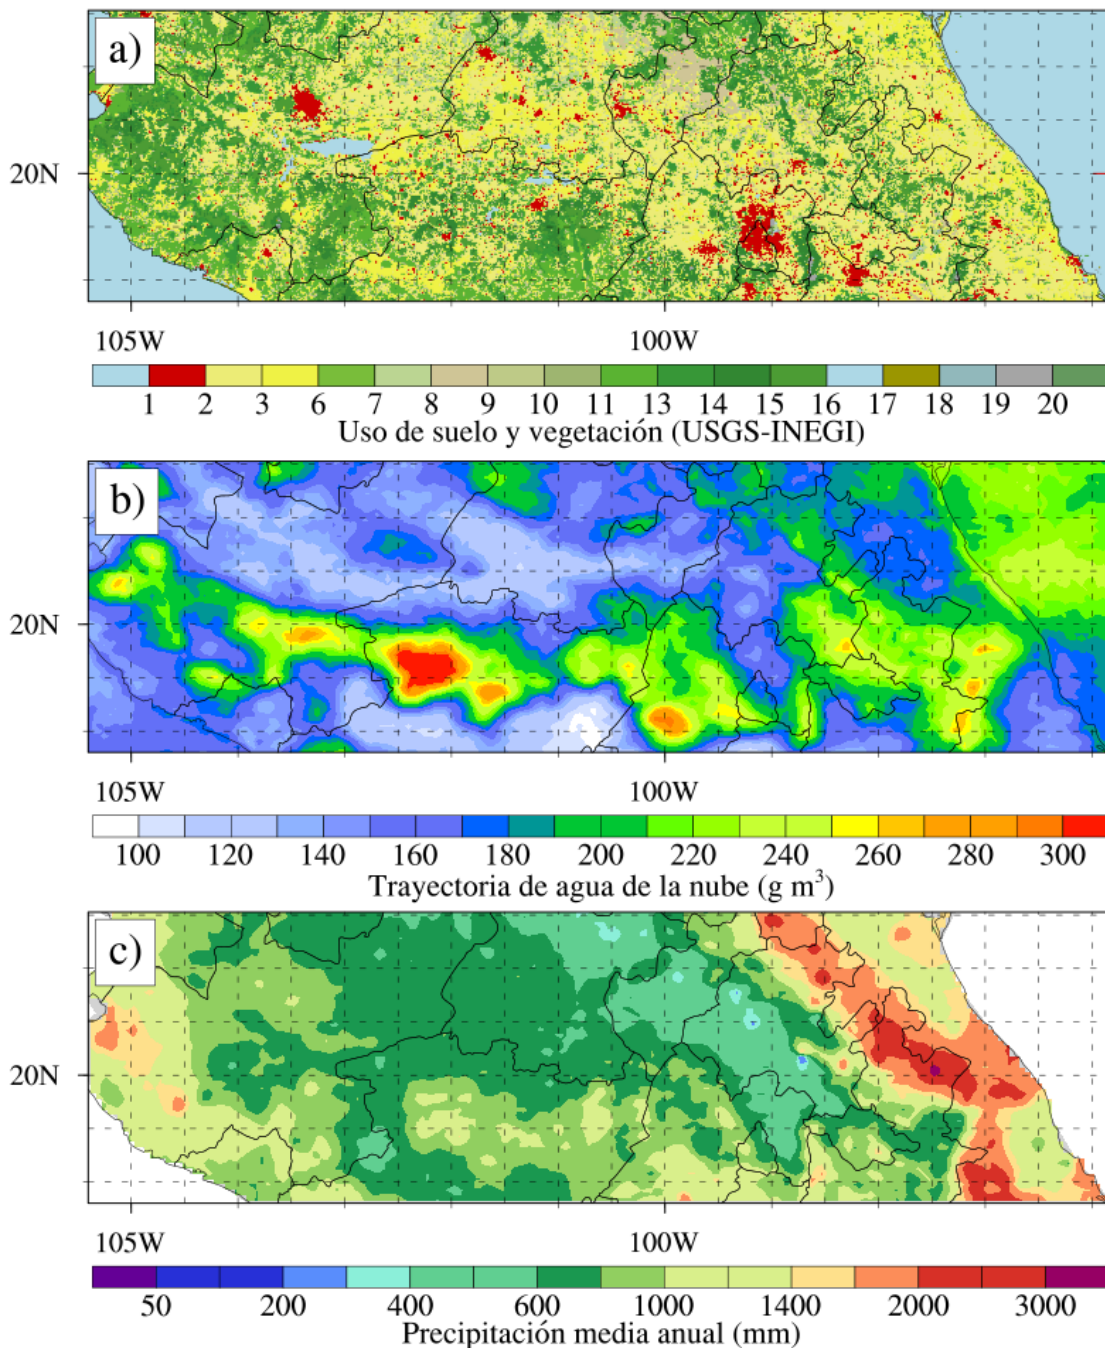 a)
20N
105W 100W
1 2 3 6 7 8 9 10 11 13 14 15 16 17 18 19 20
Uso de suelo y vegetación (USGS-INEGI)
b)
20N
105W 100W
100 120 140 160 180 200 220 240 260 280 300
Trayectoria de agua de la nube (g m³)
c)
20N
105W 100W
50 200 400 600 1000 1400 2000 3000
Precipitación media anual (mm)